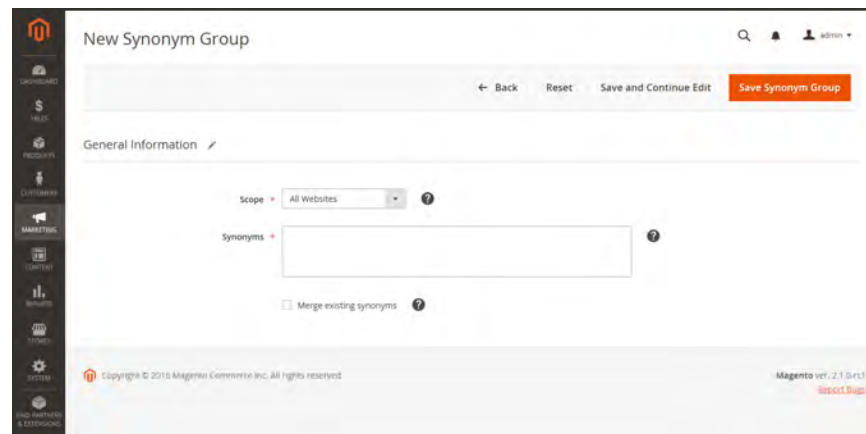 New Synonym Group
admin
← Back Reset Save and Continue Edit Save Synonym Group
DASHBOARD
SALES
PRODUCTS
CUSTOMERS
MARKETING
CONTENT
REPORTS
STORES
SYSTEM
FIND PARTNERS
& EXTENSIONS
General Information
Scope * All Websites ?
Synonyms * ?
Merge existing synonyms ?
Copyright © 2016 Magento Commerce Inc. All rights reserved.
Magento ver. 2.1.0-rc1
Report Bugs